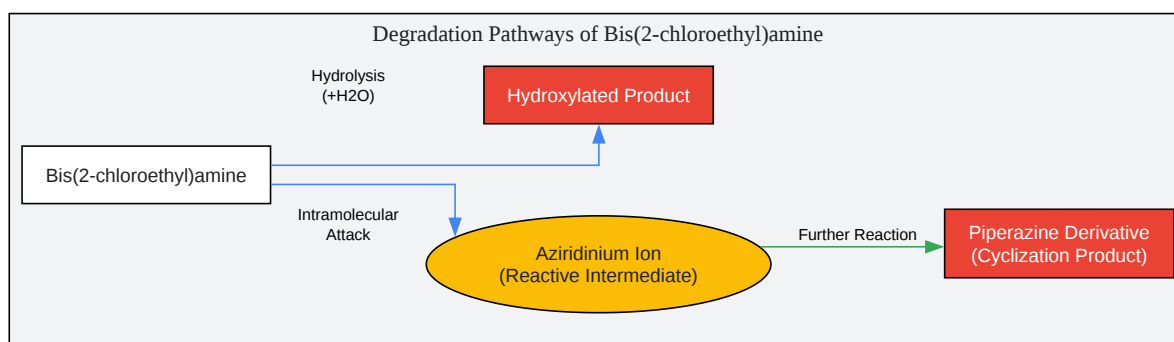 Degradation Pathways of Bis(2-chloroethyl)amine
Hydrolysis
(+H2O)
Hydroxylated Product
Bis(2-chloroethyl)amine
Intramolecular
Attack
Aziridinium Ion
(Reactive Intermediate)
Further Reaction
Piperazine Derivative
(Cyclization Product)